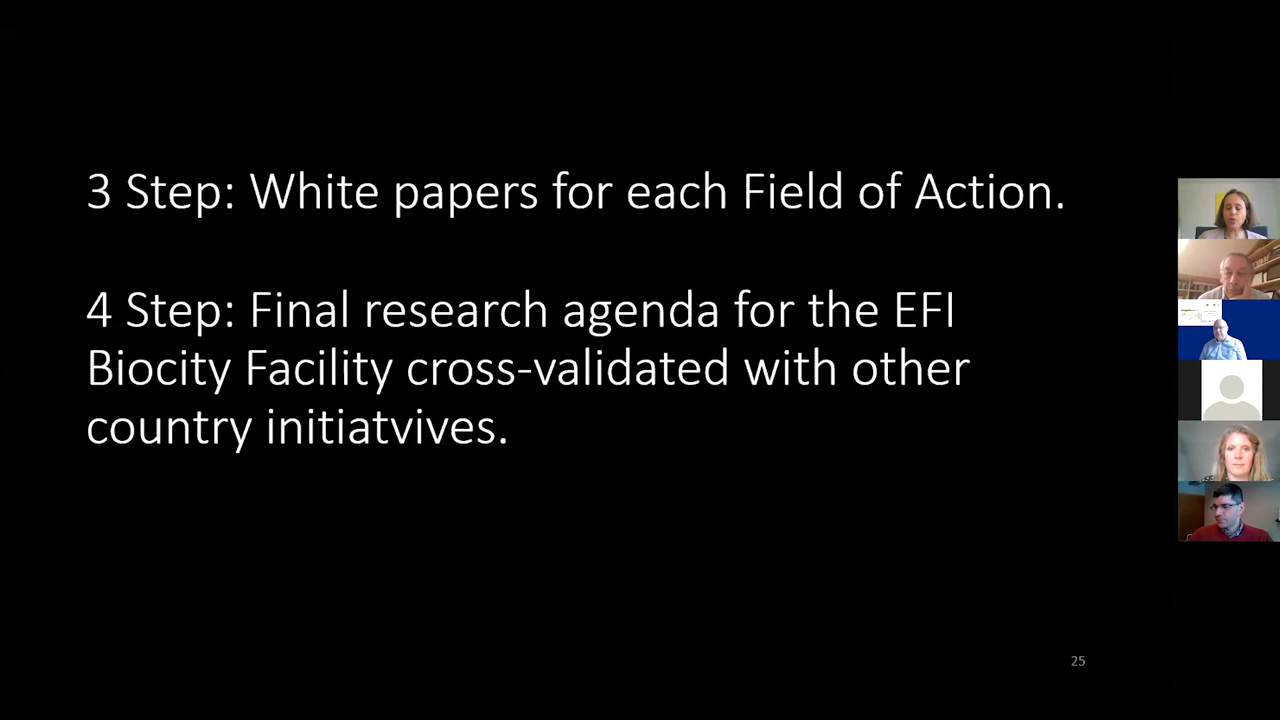 3 Step: White papers for each Field of Action.
4 Step: Final research agenda for the EFI
Biocity Facility cross-validated with other
country initiatvives.
25